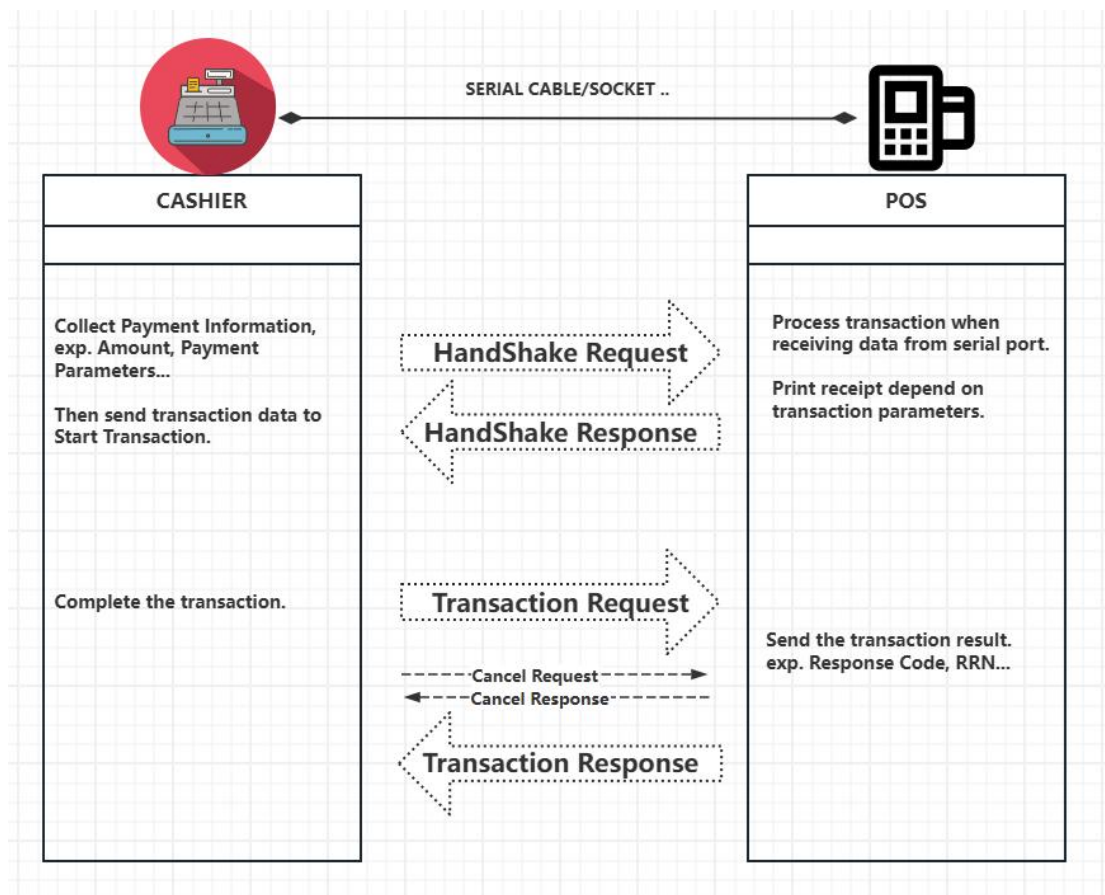 SERIAL CABLE/SOCKET ..
CASHIER
POS
Collect Payment Information,
exp. Amount, Payment
Parameters...
Then send transaction data to
Start Transaction.
HandShake Request
HandShake Response
Process transaction when
receiving data from serial port.
Print receipt depend on
transaction parameters.
Complete the transaction.
Transaction Request
Cancel Request
Cancel Response
Transaction Response
Send the transaction result.
exp. Response Code, RRN...